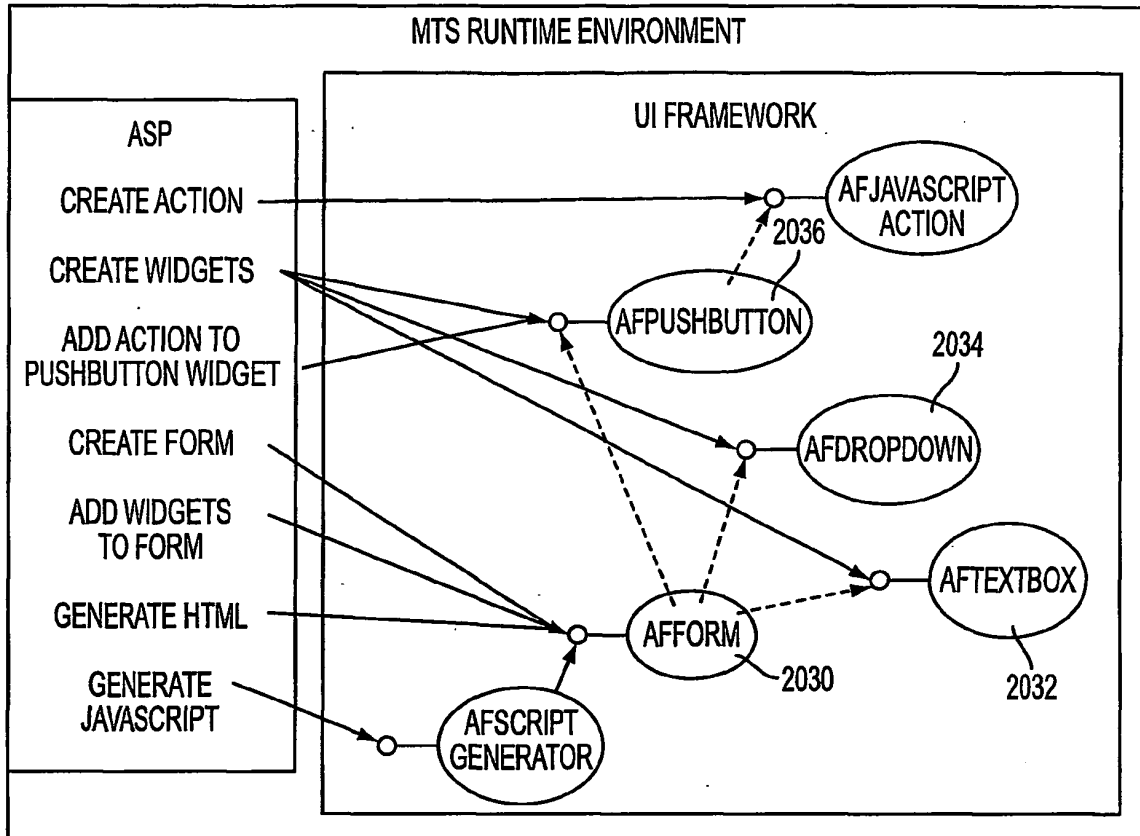 MTS RUNTIME ENVIRONMENT
ASP
CREATE ACTION
CREATE WIDGETS
ADD ACTION TO
PUSHBUTTON WIDGET
CREATE FORM
ADD WIDGETS
TO FORM
GENERATE HTML
GENERATE
JAVASCRIPT
UI FRAMEWORK
AFJAVASCRIPT
ACTION
2036
AFPUSHBUTTON
2034
AFDROPDOWN
AFTEXTBOX
2032
AFFORM
2030
AFSCRIPT
GENERATOR